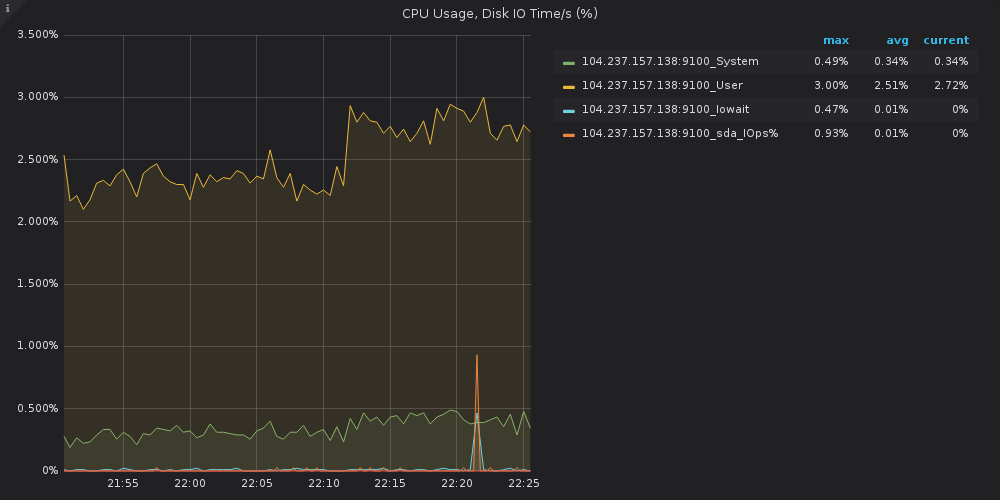 i
CPU Usage, Disk IO Time/s (%)
3.500%
3.000%
2.500%
2.000%
1.500%
1.000%
0.500%
0%
21:55 22:00 22:05 22:10 22:15 22:20 22:25
max avg current
104.237.157.138:9100_System 0.49% 0.34% 0.34%
104.237.157.138:9100_User 3.00% 2.51% 2.72%
104.237.157.138:9100_Iowait 0.47% 0.01% 0%
104.237.157.138:9100_sda_IOps% 0.93% 0.01% 0%